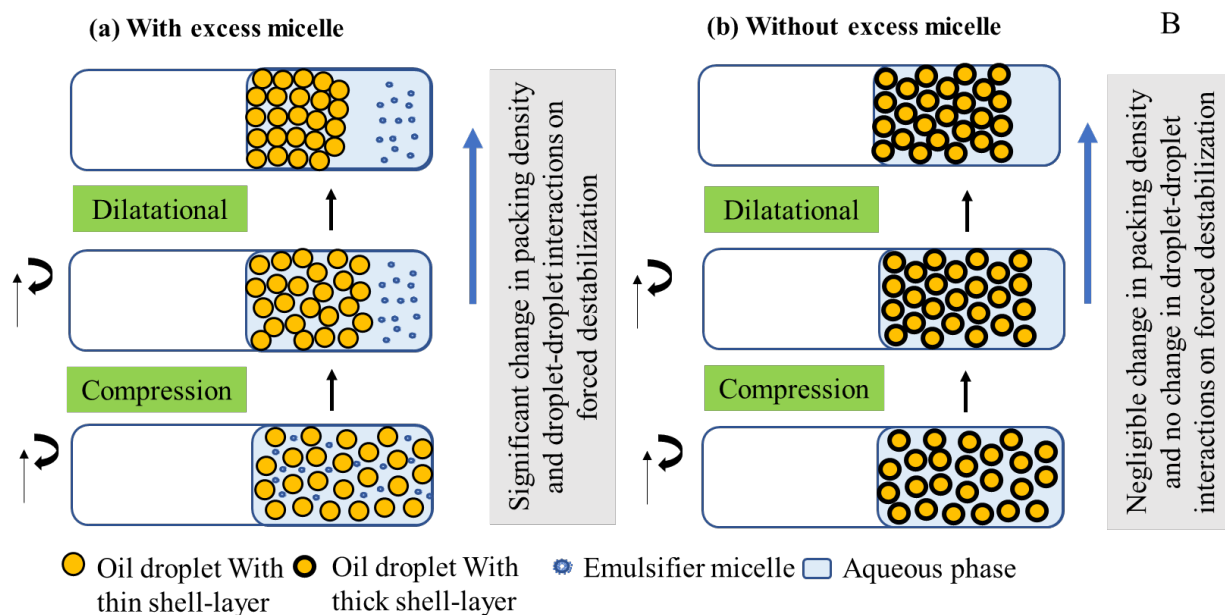 (a) With excess micelle
(b) Without excess micelle
B
Dilatational
Compression
Significant change in packing density
and droplet-droplet interactions on
forced destabilization
Dilatational
Compression
Negligible change in packing density
and no change in droplet-droplet
interactions on forced destabilization
Oil droplet With
thin shell-layer
Oil droplet With
thick shell-layer
Emulsifier micelle
Aqueous phase